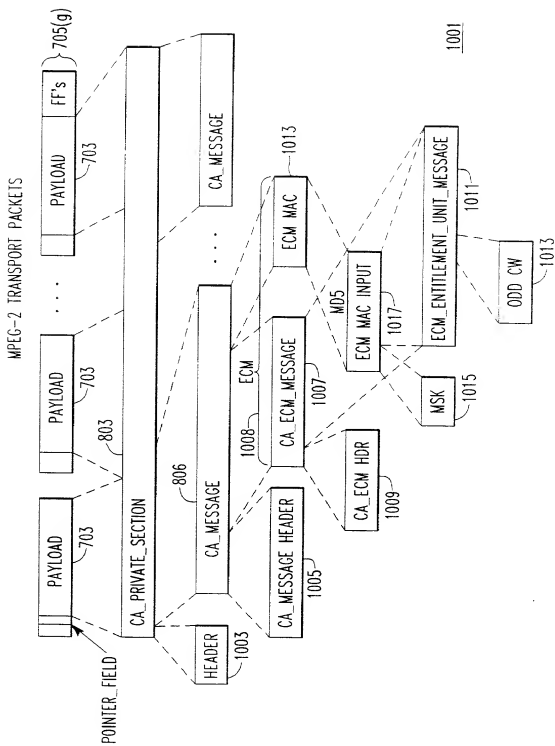 MPEG-2 TRANSPORT PACKETS
705(g)
PAYLOAD
PAYLOAD
PAYLOAD
FF's
703
703
703
. . . .
POINTER_FIELD
803
CA_PRIVATE_SECTION
HEADER
1003
806
CA_MESSAGE
. . . .
CA_MESSAGE
ECM
1008
CA_MESSAGE HEADER
1005
CA_ECM_MESSAGE
1007
ECM MAC
1013
CA_ECM HDR
1009
MD5
ECM MAC INPUT
1017
MSK
1015
ECM_ENTITLEMENT_UNIT_MESSAGE
1011
ODD CW
1013
1001